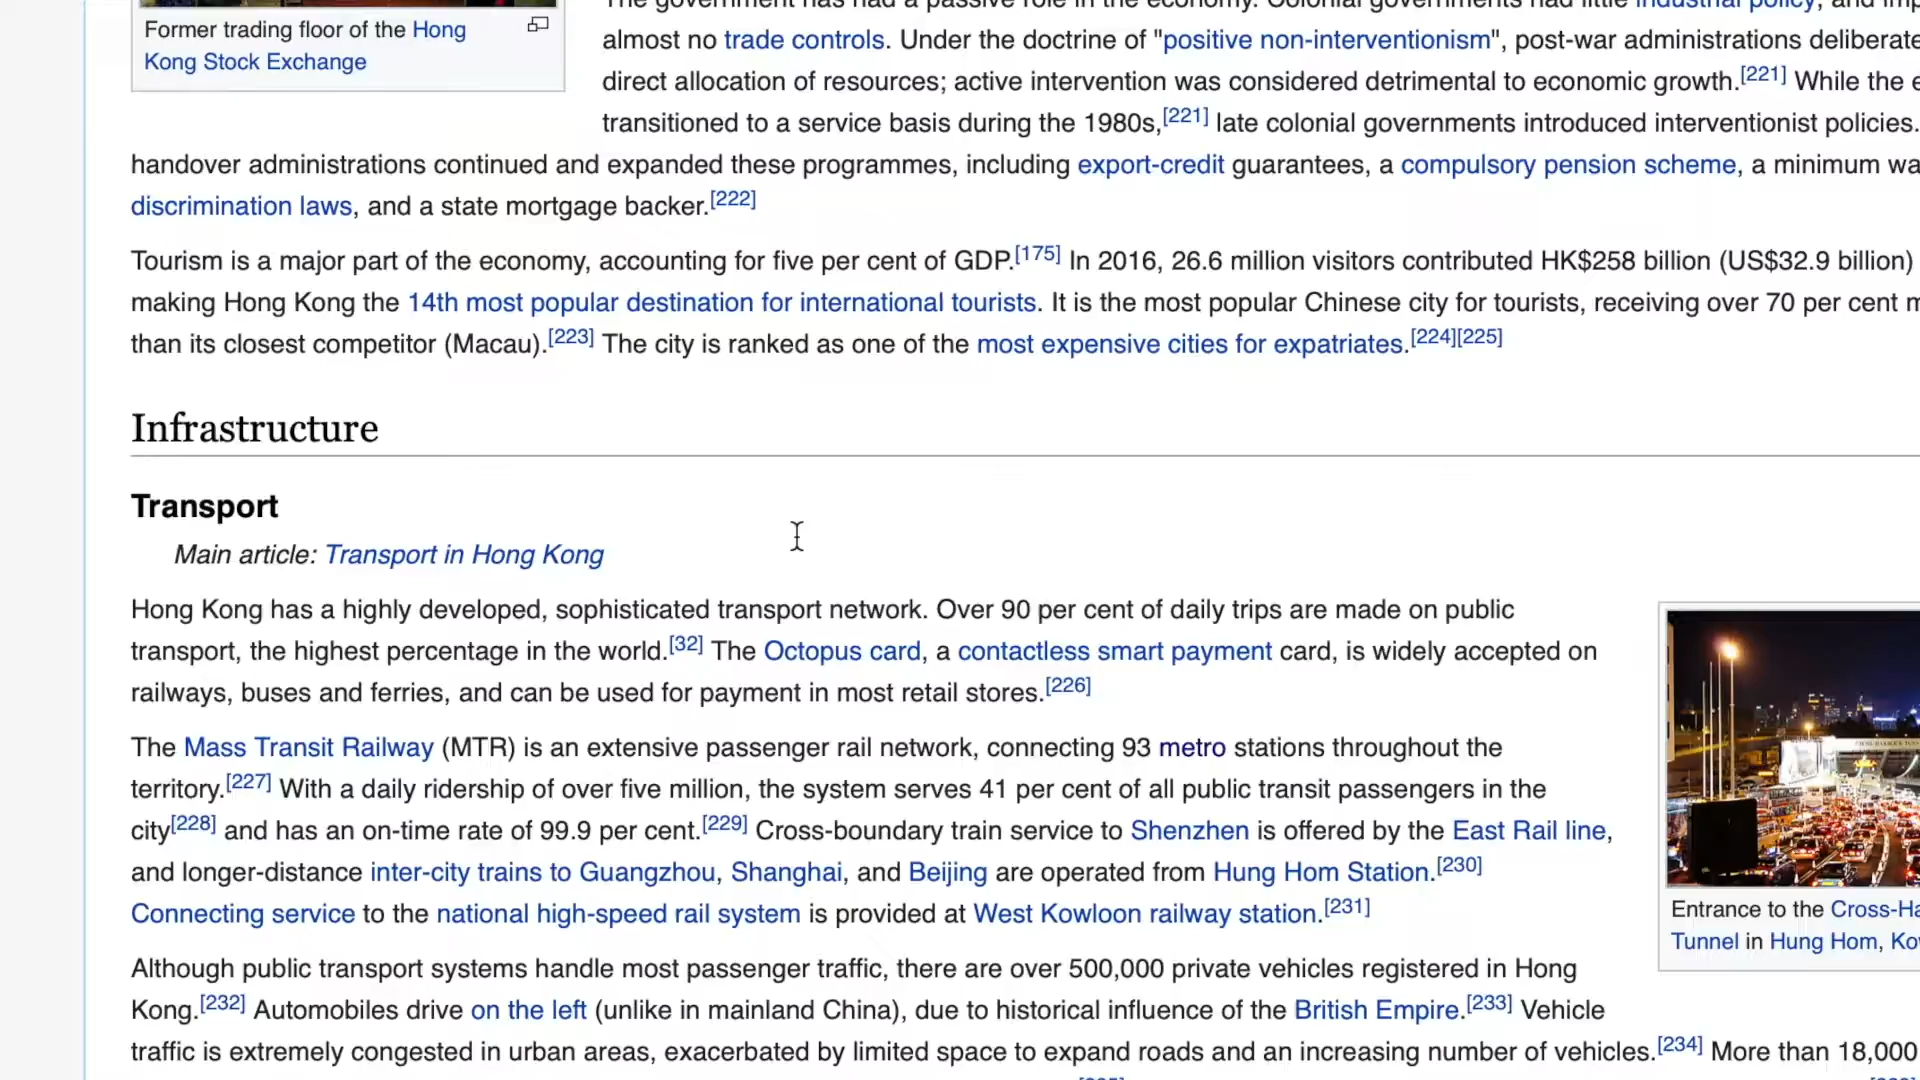 Former trading floor of the Hong
Kong Stock Exchange
almost no trade controls. Under the doctrine of "positive non-interventionism", post-war administrations
direct allocation of resources; active intervention was considered detrimental to economic growth.[221] While the
transitioned to a service basis during the 1980s,[221] late colonial governments introduced interventionist policies.
handover administrations continued and expanded these programmes, including export-credit guarantees, a compulsory pension scheme, a minimum
discrimination laws, and a state mortgage backer.[222]
Tourism is a major part of the economy, accounting for five per cent of GDP.[175] In 2016, 26.6 million visitors contributed HK$258 billion (US$32.9 billion)
making Hong Kong the 14th most popular destination for international tourists. It is the most popular Chinese city for tourists, receiving over 70 per cent
than its closest competitor (Macau).[223] The city is ranked as one of the most expensive cities for expatriates.[224][225]
Infrastructure
Transport
Main article: Transport in Hong Kong
Hong Kong has a highly developed, sophisticated transport network. Over 90 per cent of daily trips are made on public
transport, the highest percentage in the world.[32] The Octopus card, a contactless smart payment card, is widely accepted on
railways, buses and ferries, and can be used for payment in most retail stores.[226]
The Mass Transit Railway (MTR) is an extensive passenger rail network, connecting 93 metro stations throughout the
territory.[227] With a daily ridership of over five million, the system serves 41 per cent of all public transit passengers in the
city[228] and has an on-time rate of 99.9 per cent.[229] Cross-boundary train service to Shenzhen is offered by the East Rail line,
and longer-distance inter-city trains to Guangzhou, Shanghai, and Beijing are operated from Hung Hom Station.[230]
Connecting service to the national high-speed rail system is provided at West Kowloon railway station.[231]
Entrance to the
Tunnel in Hung Hom,
Although public transport systems handle most passenger traffic, there are over 500,000 private vehicles registered in Hong
Kong.[232] Automobiles drive on the left (unlike in mainland China), due to historical influence of the British Empire.[233] Vehicle
traffic is extremely congested in urban areas, exacerbated by limited space to expand roads and an increasing number of vehicles.[234] More than 18,000